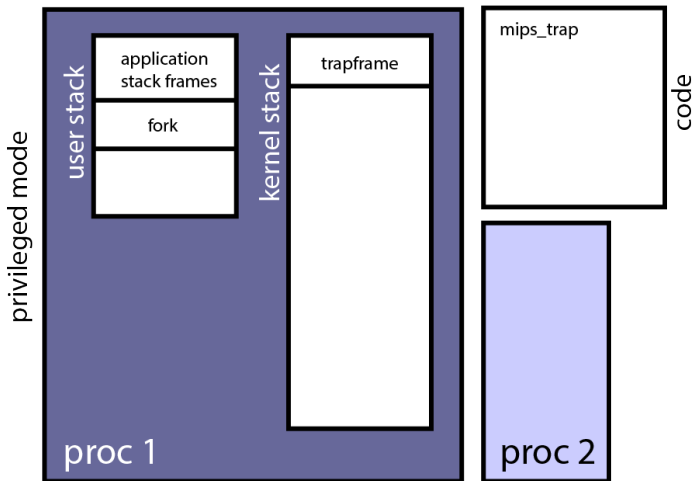 privileged mode
user stack
application
stack frames
fork
kernel stack
trapframe
proc 1
mips_trap
code
proc 2